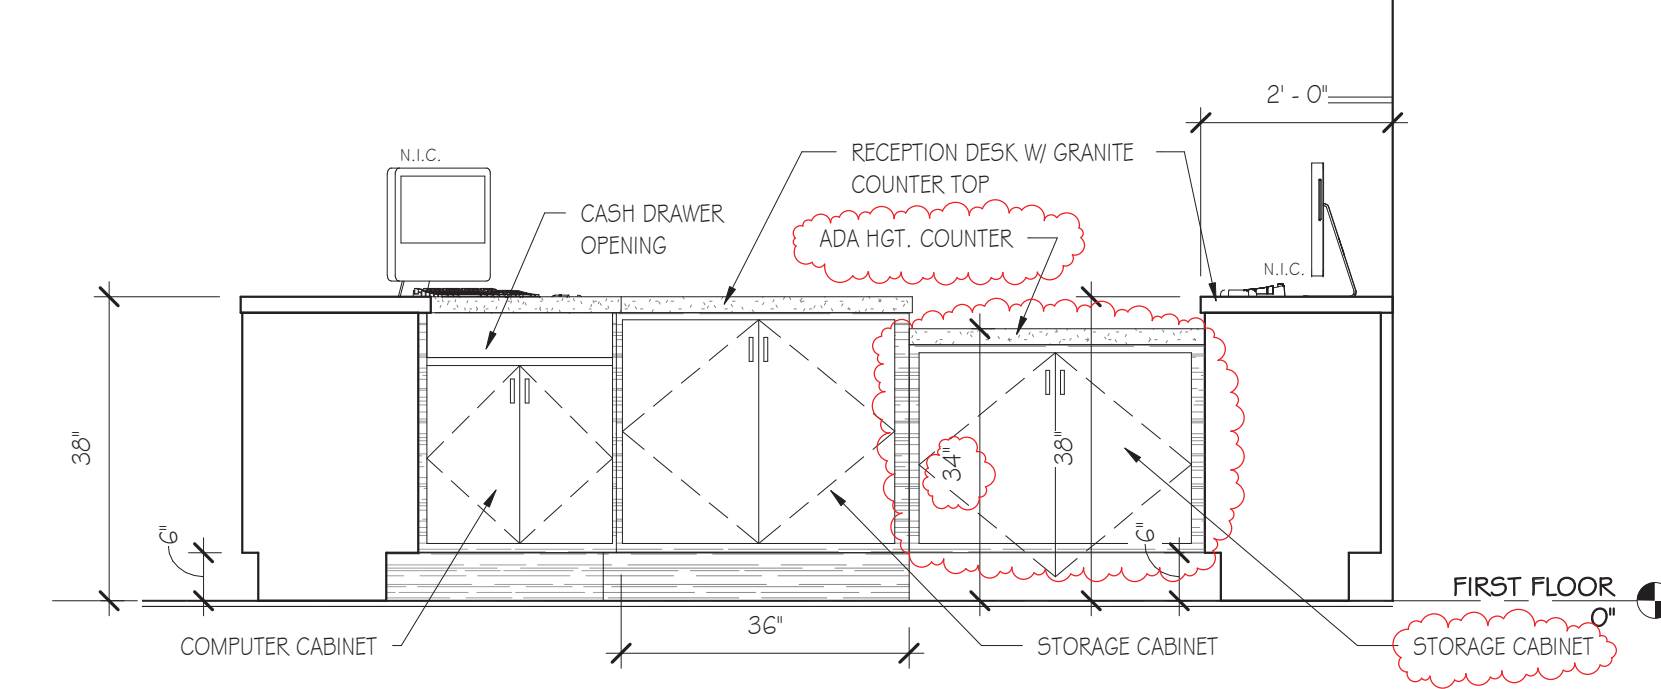 2' - 0"
N.I.C.
RECEPTION DESK W/ GRANITE
COUNTER TOP
CASH DRAWER
OPENING
ADA HGT. COUNTER
N.I.C.
38"
34"
38"
6"
6"
FIRST FLOOR
0"
36"
COMPUTER CABINET
STORAGE CABINET
STORAGE CABINET